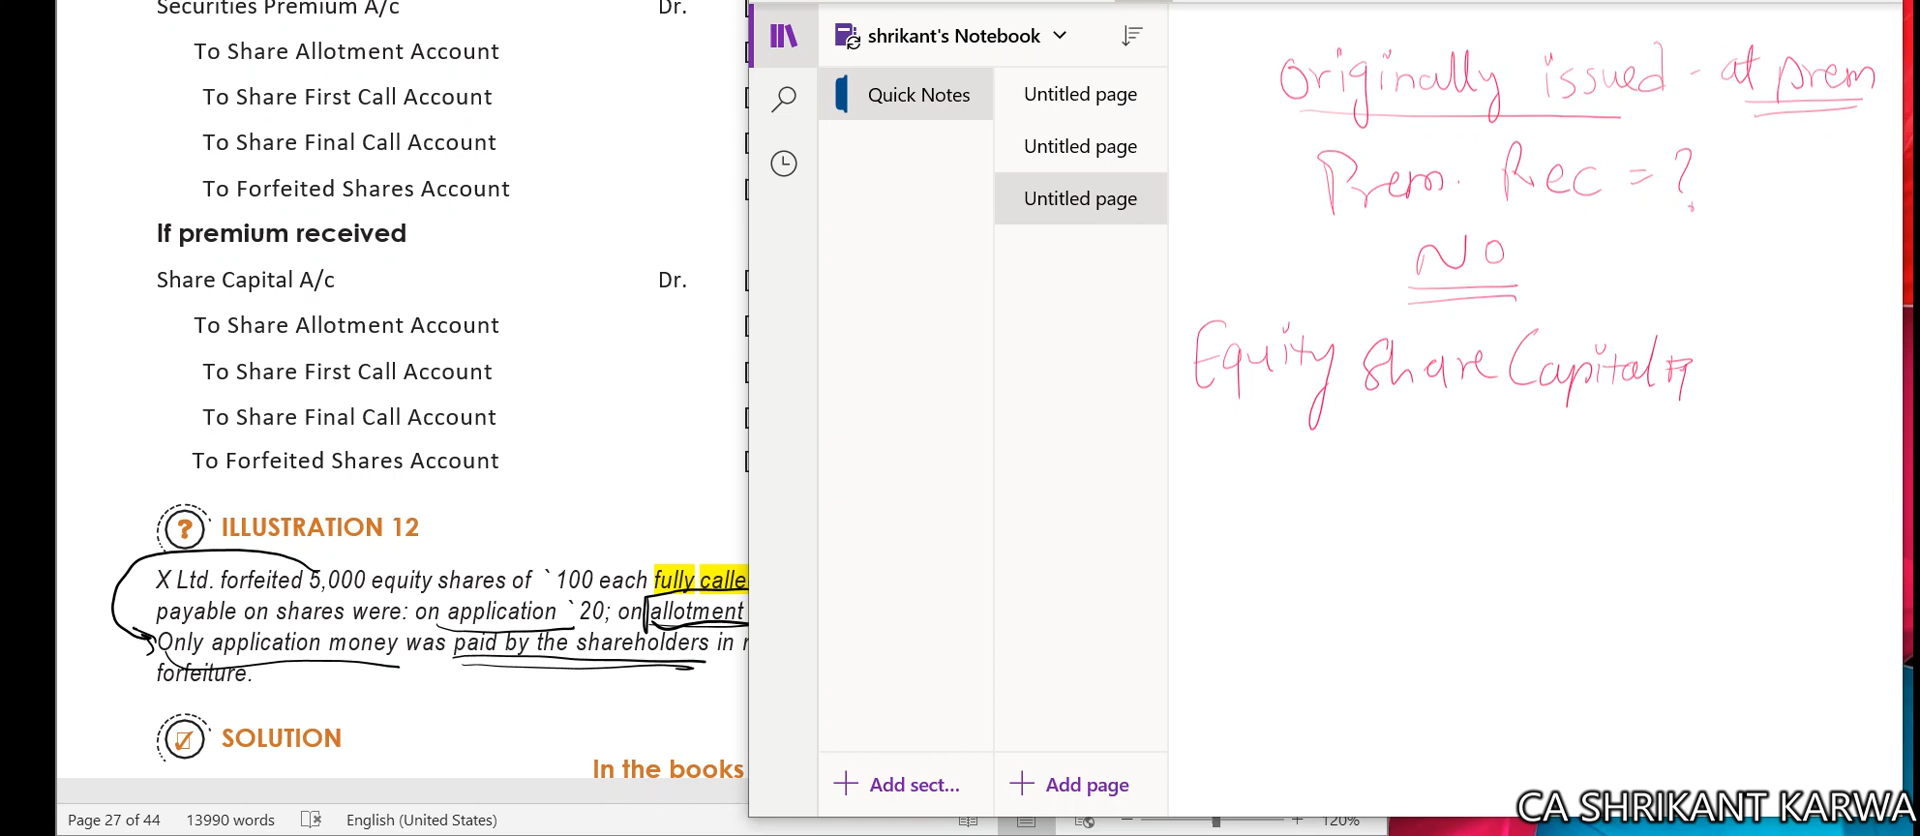 Securities Premium A/c Dr.
To Share Allotment Account
To Share First Call Account
To Share Final Call Account
To Forfeited Shares Account
If premium received
Share Capital A/c Dr.
To Share Allotment Account
To Share First Call Account
To Share Final Call Account
To Forfeited Shares Account
? ILLUSTRATION 12
X Ltd. forfeited 5,000 equity shares of ` 100 each fully calle
payable on shares were: on application ` 20; on allotment
Only application money was paid by the shareholders in
forfeiture.
SOLUTION
In the books
Page 27 of 44 13990 words English (United States)
shrikant's Notebook
Quick Notes
Untitled page
Untitled page
Untitled page
+ Add sect...
+ Add page
Originally issued - at prem
Prem. Rec = ?
NO
Equity Share Capital
120%
CA SHRIKANT KARWA